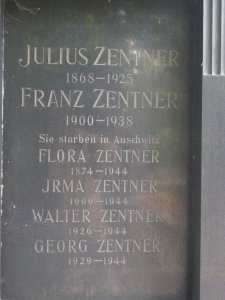 JULIUS ZENTNER
1868-1925
FRANZ ZENTNER
1900-1938
Sie starben in Auschwitz
FLORA ZENTNER
1874-1944
JRMA ZENTNER
1900-1944
WALTER ZENTNER
1926-1944
GEORG ZENTNER
1929-1944